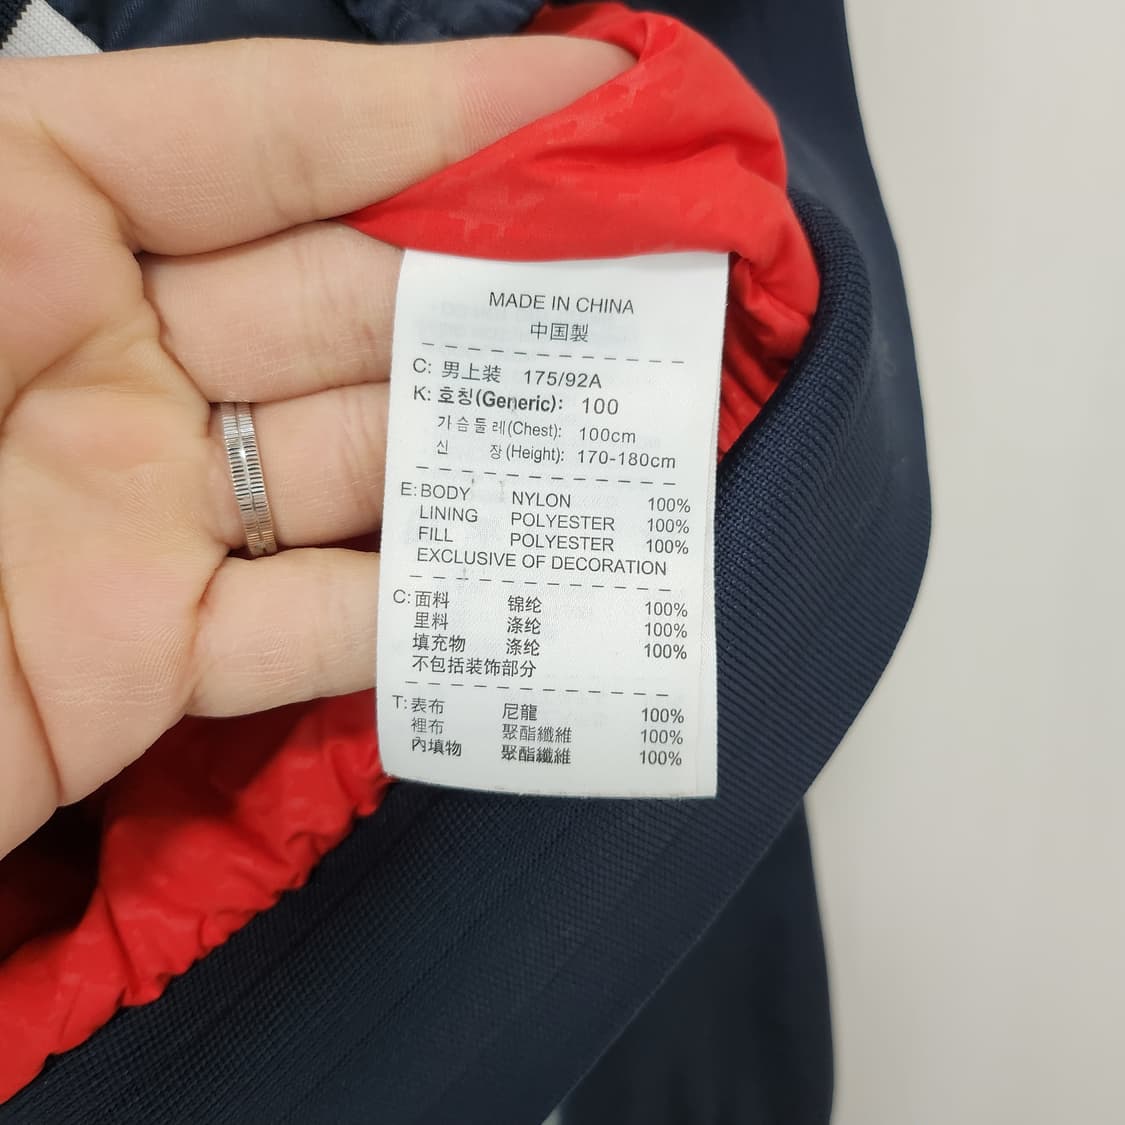 MADE IN CHINA
中国製
C: 男上装 175/92A
K: 호칭(Generic): 100
가슴둘레(Chest): 100cm
신 장(Height): 170-180cm
E: BODY NYLON 100%
LINING POLYESTER 100%
FILL POLYESTER 100%
EXCLUSIVE OF DECORATION
C: 面料 锦纶 100%
里料 涤纶 100%
填充物 涤纶 100%
不包括装饰部分
T: 表布 尼龍 100%
裡布 聚酯纖維 100%
內填物 聚酯纖維 100%